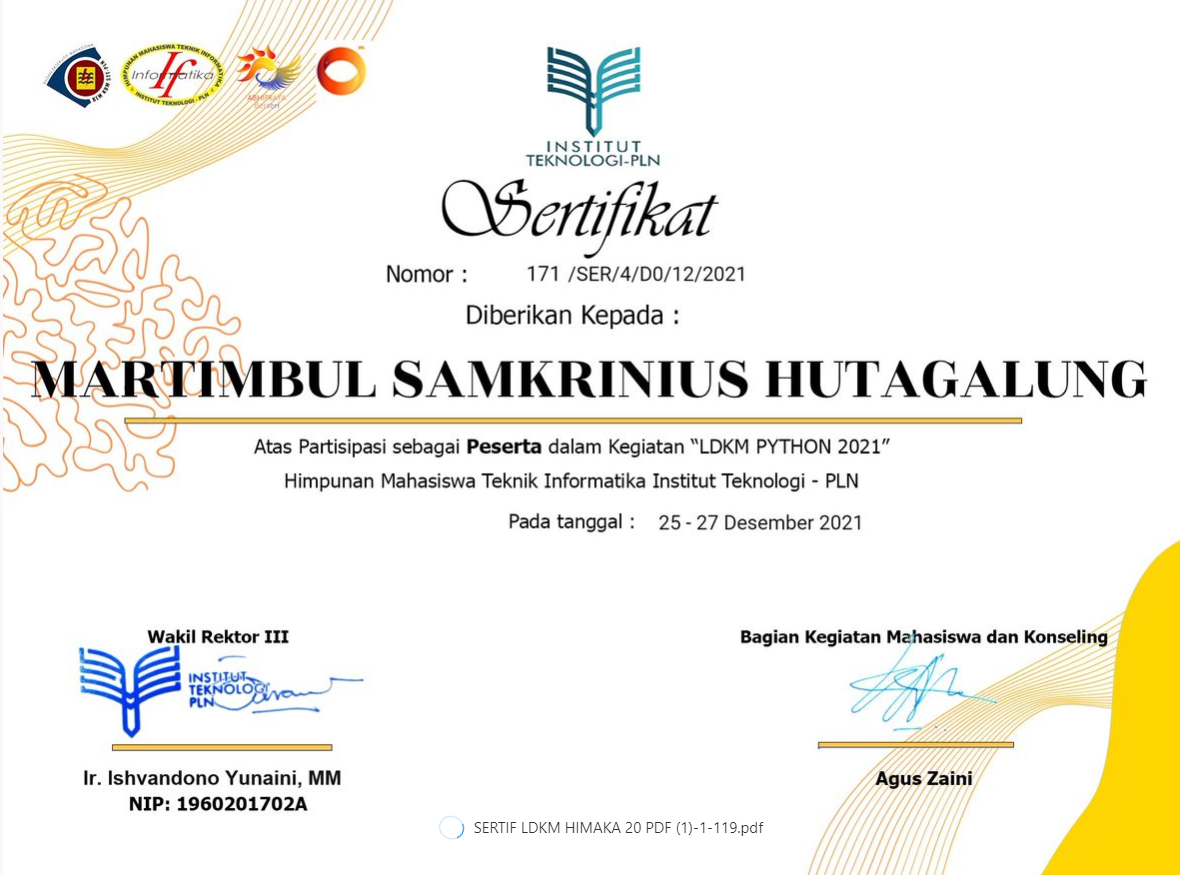 HIMPUNAN MAHASISWA TEKNIK INFORMATIKA
Informatika
If
INSTITUT TEKNOLOGI - PLN
ABHIPRAYA
INSTITUT
TEKNOLOGI-PLN
Sertifikat
Nomor : 171 /SER/4/D0/12/2021
Diberikan Kepada :
MARTIMBUL SAMKRINIUS HUTAGALUNG
Atas Partisipasi sebagai Peserta dalam Kegiatan “LDKM PYTHON 2021”
Himpunan Mahasiswa Teknik Informatika Institut Teknologi - PLN
Pada tanggal : 25 - 27 Desember 2021
Wakil Rektor III
INSTITUT
TEKNOLOGI
PLN
Ir. Ishvandono Yunaini, MM
NIP: 1960201702A
Bagian Kegiatan Mahasiswa dan Konseling
Agus Zaini
SERTIF LDKM HIMAKA 20 PDF (1)-1-119.pdf